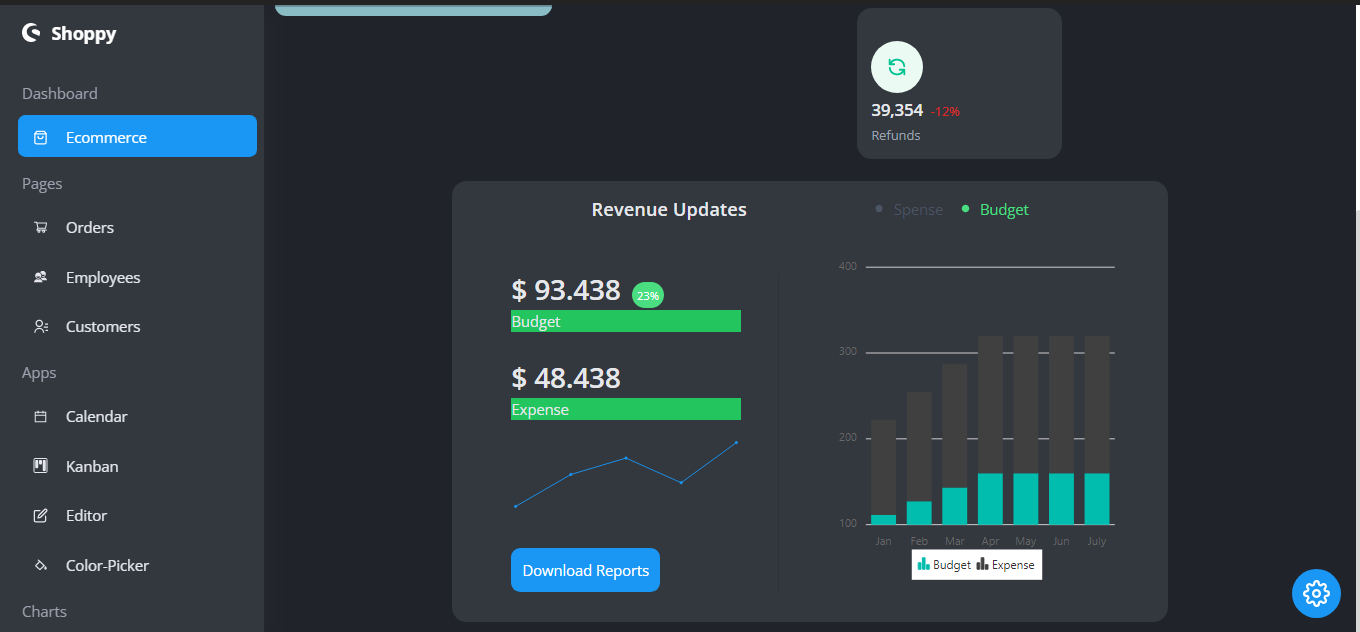 Shoppy
Dashboard
Ecommerce
Pages
Orders
Employees
Customers
Apps
Calendar
Kanban
Editor
Color-Picker
Charts
39,354 -12%
Refunds
Revenue Updates
Spense
Budget
$ 93.438 23%
Budget
$ 48.438
Expense
Download Reports
400
300
200
100
Jan Feb Mar Apr May Jun July
Budget Expense